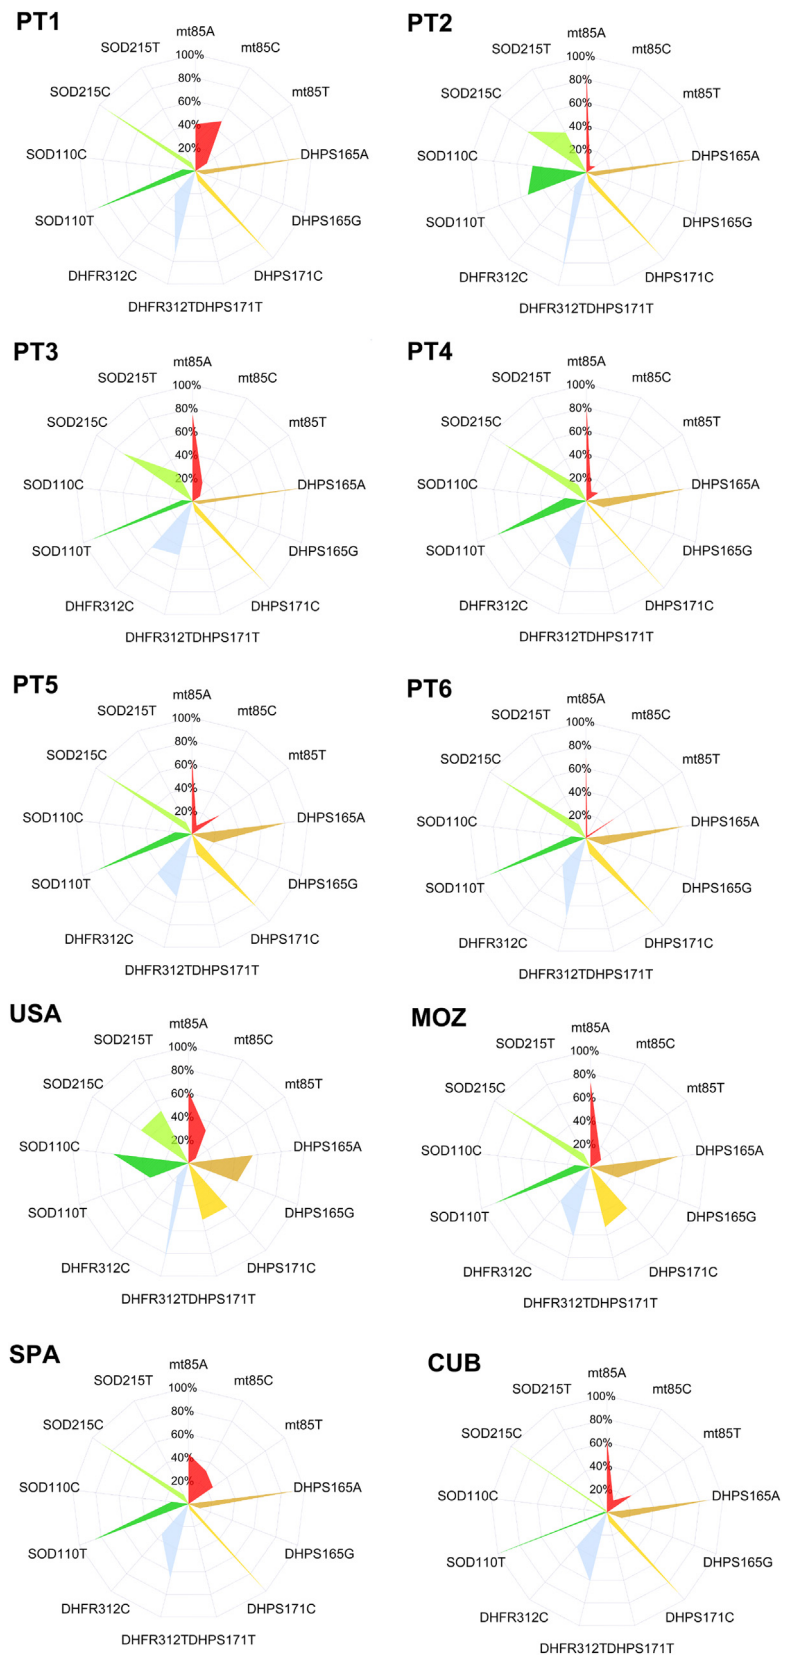 PT1
mt85A
SOD215T
mt85C
100%
80%
SOD215C
mt85T
60%
40%
20%
SOD110C
DHPS165A
SOD110T
DHPS165G
DHFR312C
DHPS171C
DHFR312TDHPS171T
PT2
mt85A
SOD215T
mt85C
100%
80%
SOD215C
mt85T
60%
40%
20%
SOD110C
DHPS165A
SOD110T
DHPS165G
DHFR312C
DHPS171C
DHFR312TDHPS171T
PT3
mt85A
SOD215T
mt85C
100%
80%
SOD215C
mt85T
60%
40%
20%
SOD110C
DHPS165A
SOD110T
DHPS165G
DHFR312C
DHPS171C
DHFR312TDHPS171T
PT4
mt85A
SOD215T
mt85C
100%
80%
SOD215C
mt85T
60%
40%
20%
SOD110C
DHPS165A
SOD110T
DHPS165G
DHFR312C
DHPS171C
DHFR312TDHPS171T
PT5
mt85A
SOD215T
mt85C
100%
80%
SOD215C
mt85T
60%
40%
20%
SOD110C
DHPS165A
SOD110T
DHPS165G
DHFR312C
DHPS171C
DHFR312TDHPS171T
PT6
mt85A
SOD215T
mt85C
100%
80%
SOD215C
mt85T
60%
40%
20%
SOD110C
DHPS165A
SOD110T
DHPS165G
DHFR312C
DHPS171C
DHFR312TDHPS171T
USA
mt85A
SOD215T
mt85C
100%
80%
SOD215C
mt85T
60%
40%
20%
SOD110C
DHPS165A
SOD110T
DHPS165G
DHFR312C
DHPS171C
DHFR312TDHPS171T
MOZ
mt85A
SOD215T
mt85C
100%
80%
SOD215C
mt85T
60%
40%
20%
SOD110C
DHPS165A
SOD110T
DHPS165G
DHFR312C
DHPS171C
DHFR312TDHPS171T
SPA
mt85A
SOD215T
mt85C
100%
80%
SOD215C
mt85T
60%
40%
20%
SOD110C
DHPS165A
SOD110T
DHPS165G
DHFR312C
DHPS171C
DHFR312TDHPS171T
CUB
mt85A
SOD215T
mt85C
100%
80%
SOD215C
mt85T
60%
40%
20%
SOD110C
DHPS165A
SOD110T
DHPS165G
DHFR312C
DHPS171C
DHFR312TDHPS171T